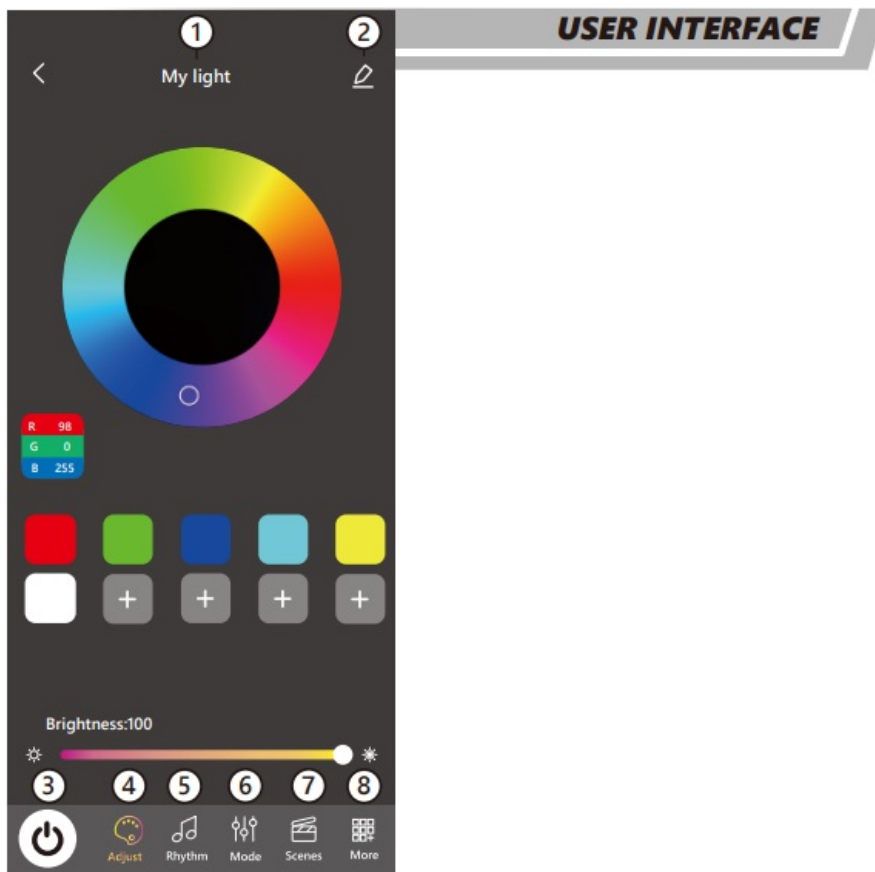 1 2
USER INTERFACE
My light
R 98
G 0
B 255
Brightness:100
3 4 5 6 7 8
Adjust Rhythm Mode Scenes More